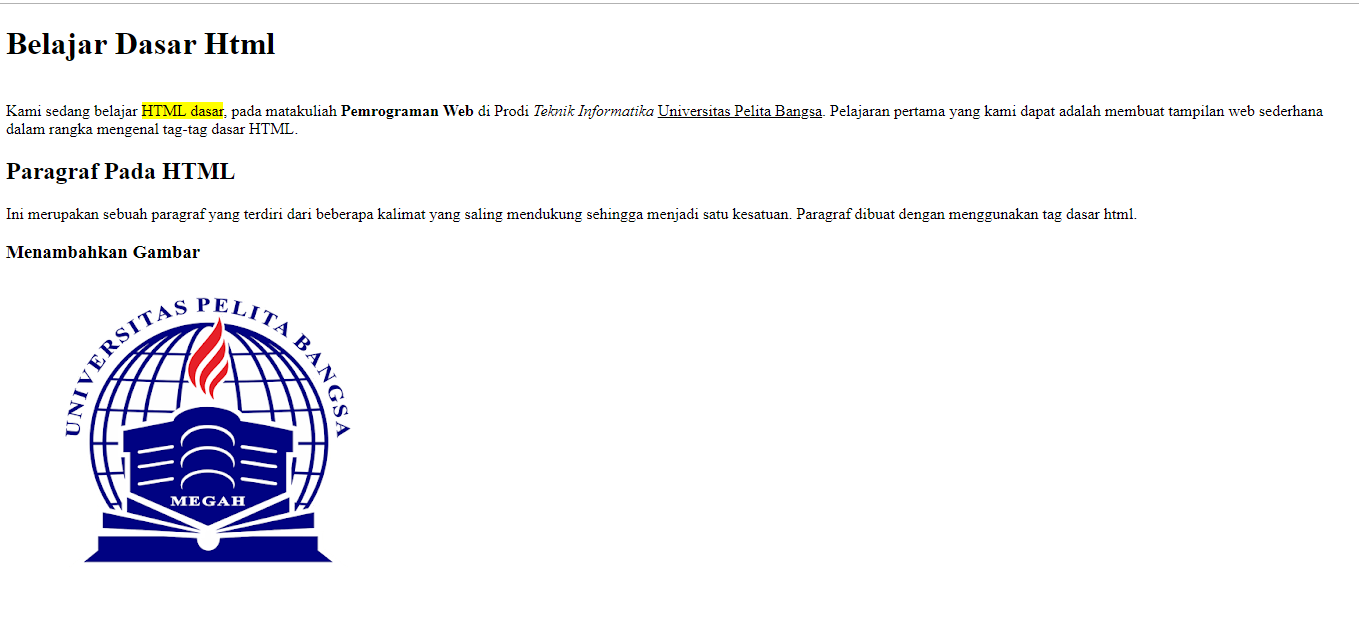 Belajar Dasar Html
Kami sedang belajar HTML dasar, pada matakuliah Pemrograman Web di Prodi Teknik Informatika Universitas Pelita Bangsa. Pelajaran pertama yang kami dapat adalah membuat tampilan web sederhana
dalam rangka mengenal tag-tag dasar HTML.
Paragraf Pada HTML
Ini merupakan sebuah paragraf yang terdiri dari beberapa kalimat yang saling mendukung sehingga menjadi satu kesatuan. Paragraf dibuat dengan menggunakan tag dasar html.
Menambahkan Gambar
UNIVERSITAS PELITA BANGSA
MEGAH